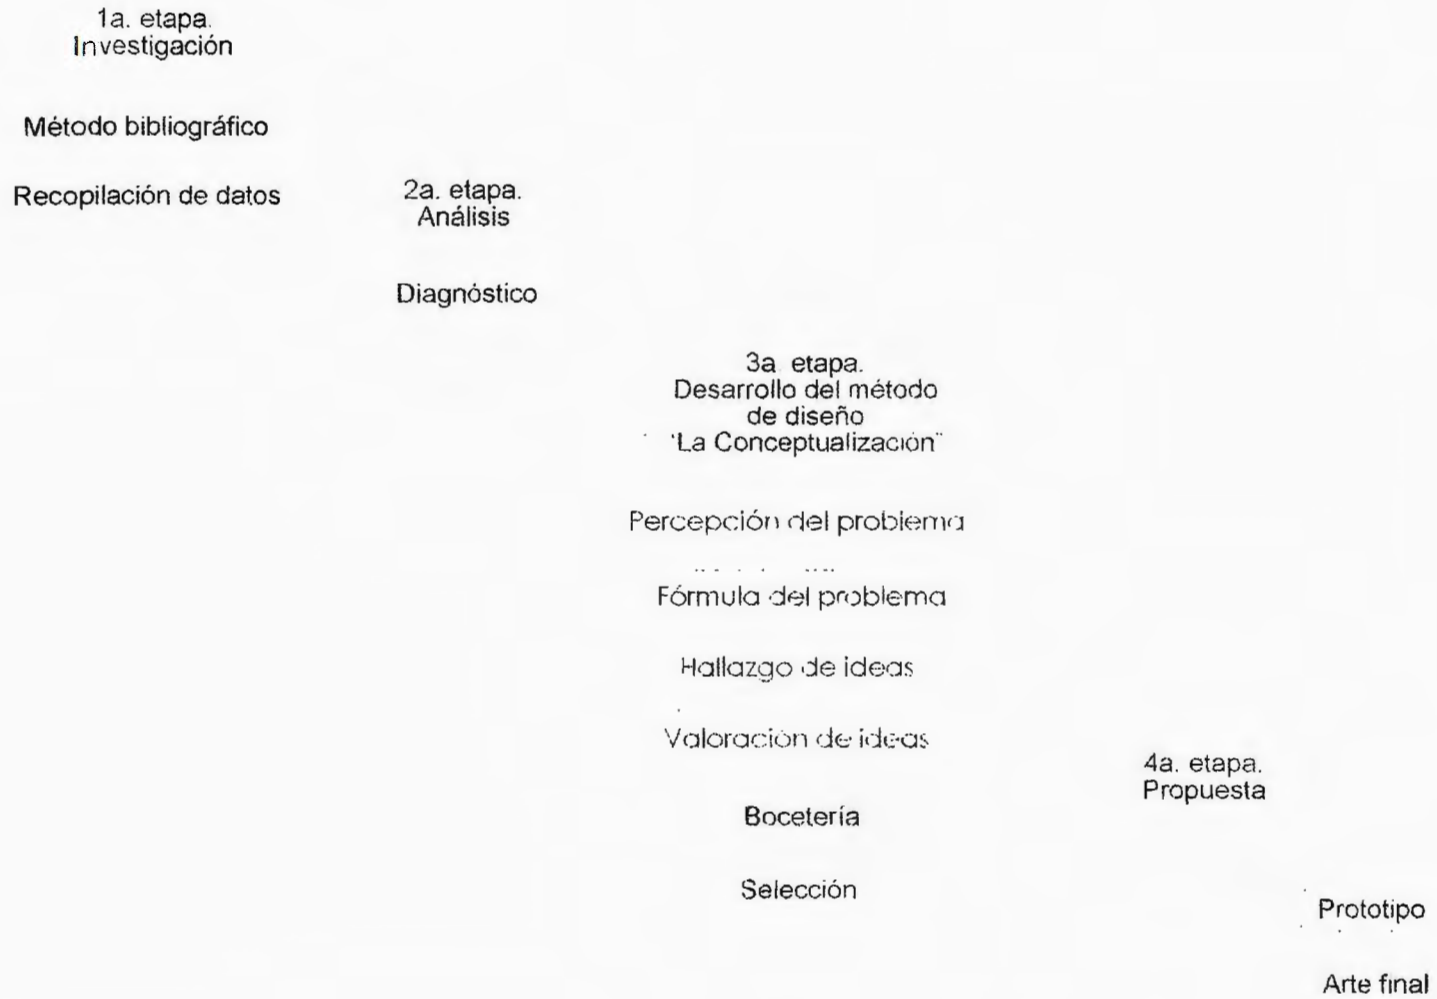 1a. etapa.
Investigación
Método bibliográfico
Recopilación de datos
2a. etapa.
Análisis
Diagnóstico
3a. etapa.
Desarrollo del método
de diseño
"La Conceptualización"
Percepción del problema
Fórmula del problema
Hallazgo de ideas
Valoración de ideas
Bocetería
Selección
4a. etapa.
Propuesta
Prototipo
Arte final